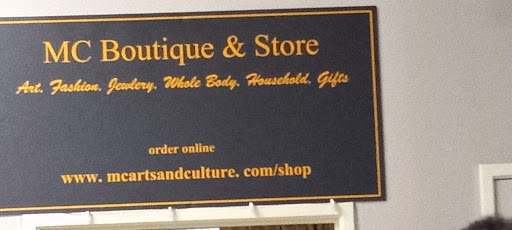 MC Boutique & Store
Art, Fashion, Jewlery, Whole Body, Household, Gifts
order online
www. mcartsandculture. com/shop